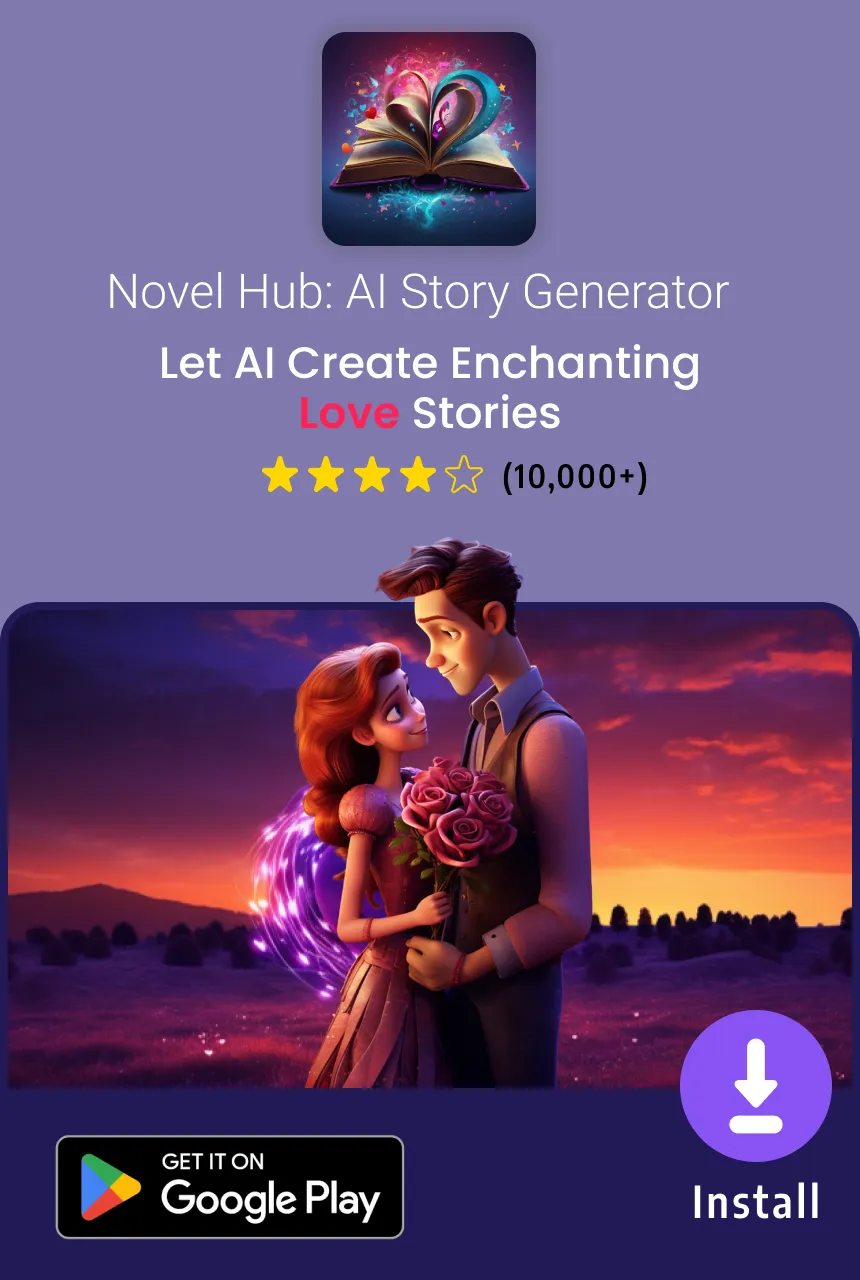 Novel Hub: AI Story Generator
Let AI Create Enchanting
Love Stories
(10,000+)
GET IT ON
Google Play
Install